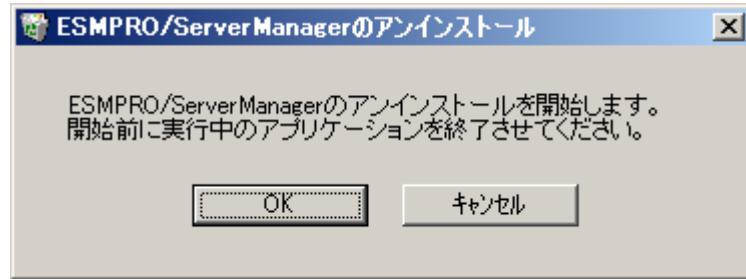 ESMPRO/ServerManagerのアンインストール
ESMPRO/ServerManagerのアンインストールを開始します。
開始前に実行中のアプリケーションを終了させてください。
OK
キャンセル